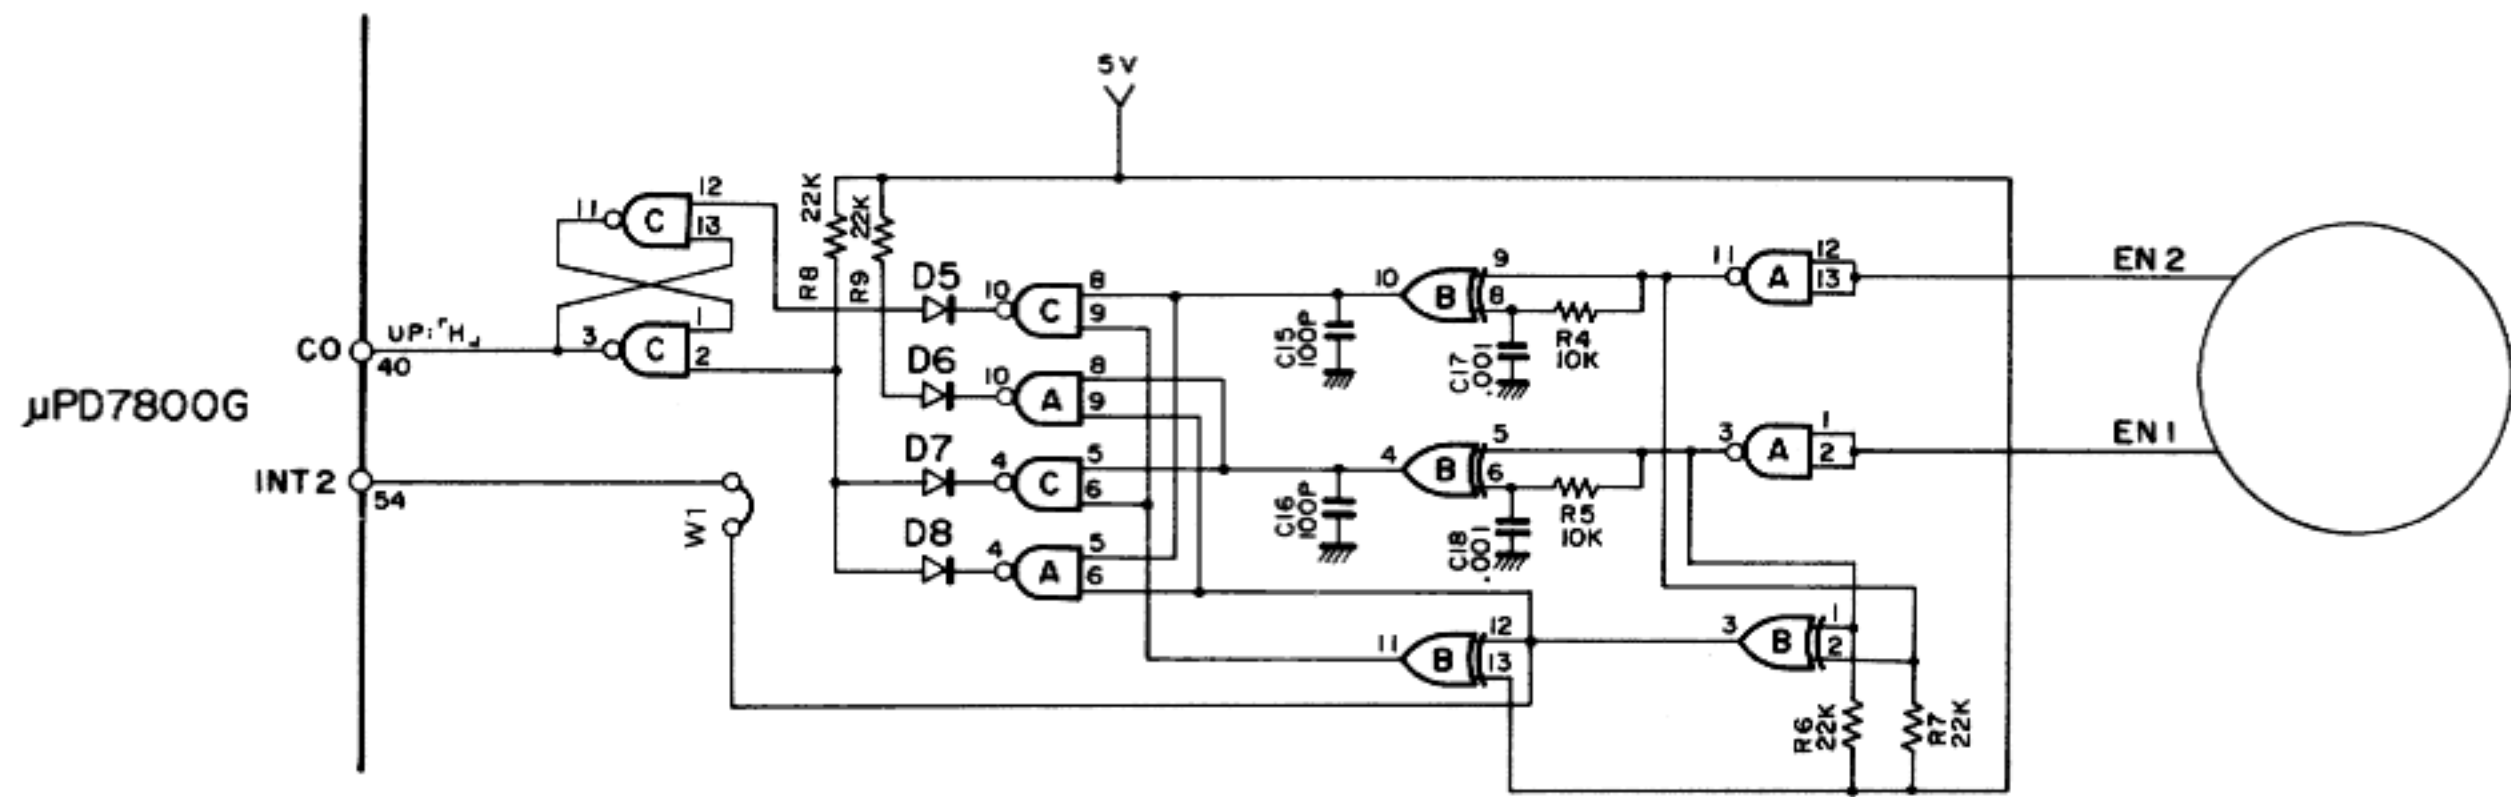 5V
22K
22K
R8
R9
11
C
12
13
3
C
1
2
CO
40
UP:「H」
μPD7800G
INT2
54
W1
D5
10
C
8
9
D6
10
A
8
9
D7
4
C
5
6
D8
4
A
5
6
10
B
9
8
C15
100P
C17
.001
R4
10K
11
A
12
13
EN2
4
B
5
6
C16
100P
C18
.001
R5
10K
3
A
1
2
EN1
11
B
12
13
3
B
1
2
R6
22K
R7
22K